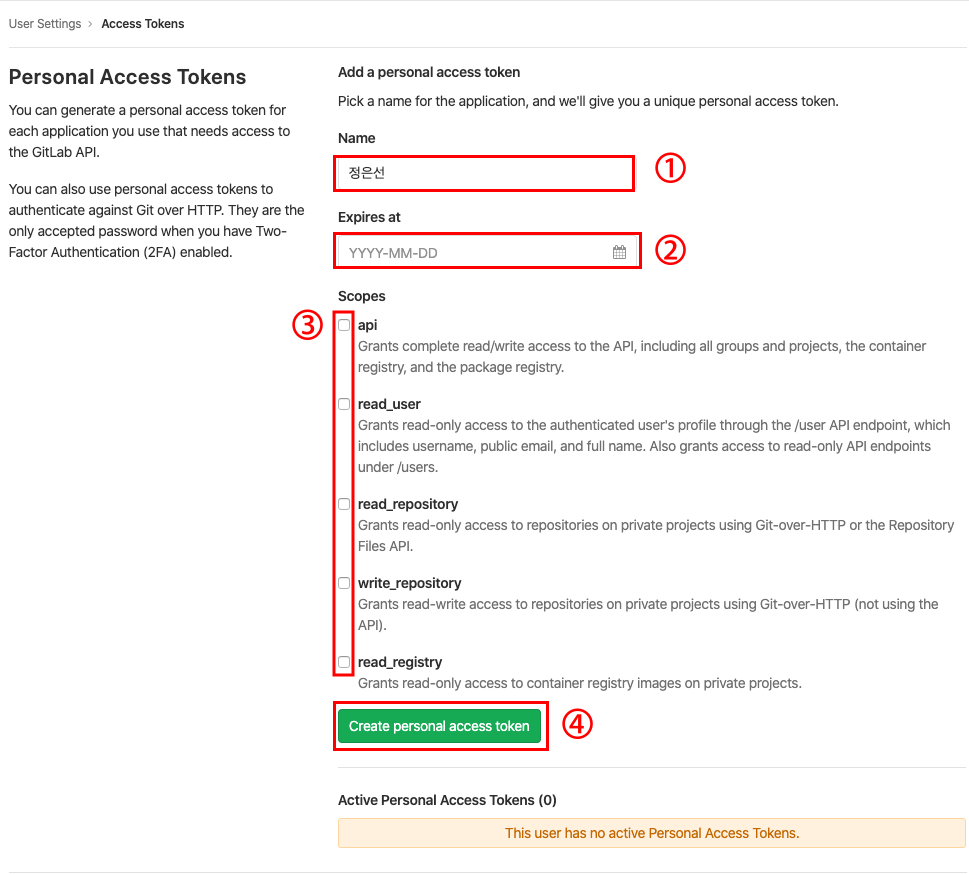 User Settings › Access Tokens
Personal Access Tokens
You can generate a personal access token for
each application you use that needs access to
the GitLab API.
You can also use personal access tokens to
authenticate against Git over HTTP. They are the
only accepted password when you have Two-
Factor Authentication (2FA) enabled.
Add a personal access token
Pick a name for the application, and we'll give you a unique personal access token.
Name
정은선
①
Expires at
YYYY-MM-DD
②
Scopes
③
api
Grants complete read/write access to the API, including all groups and projects, the container
registry, and the package registry.
read_user
Grants read-only access to the authenticated user's profile through the /user API endpoint, which
includes username, public email, and full name. Also grants access to read-only API endpoints
under /users.
read_repository
Grants read-only access to repositories on private projects using Git-over-HTTP or the Repository
Files API.
write_repository
Grants read-write access to repositories on private projects using Git-over-HTTP (not using the
API).
read_registry
Grants read-only access to container registry images on private projects.
Create personal access token
④
Active Personal Access Tokens (0)
This user has no active Personal Access Tokens.